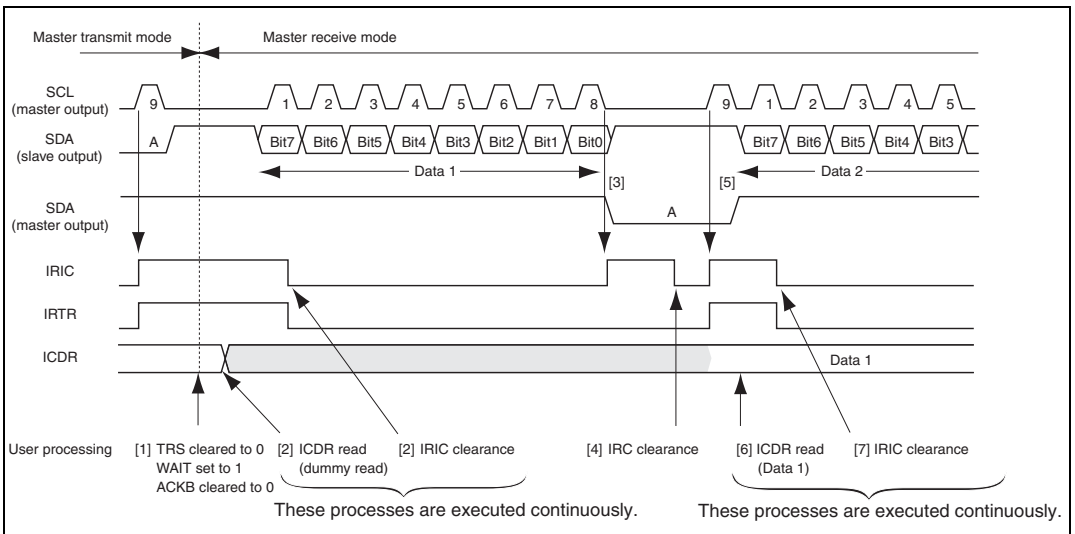 Master transmit mode Master receive mode
SCL
(master output)
9 1 2 3 4 5 6 7 8 9 1 2 3 4 5
SDA
(slave output)
A Bit7 Bit6 Bit5 Bit4 Bit3 Bit2 Bit1 Bit0 Bit7 Bit6 Bit5 Bit4 Bit3
Data 1 [3] [5] Data 2
SDA
(master output)
A
IRIC
IRTR
ICDR
Data 1
User processing [1] TRS cleared to 0 [2] ICDR read [2] IRIC clearance [4] IRC clearance [6] ICDR read [7] IRIC clearance
WAIT set to 1 (dummy read) (Data 1)
ACKB cleared to 0
These processes are executed continuously. These processes are executed continuously.